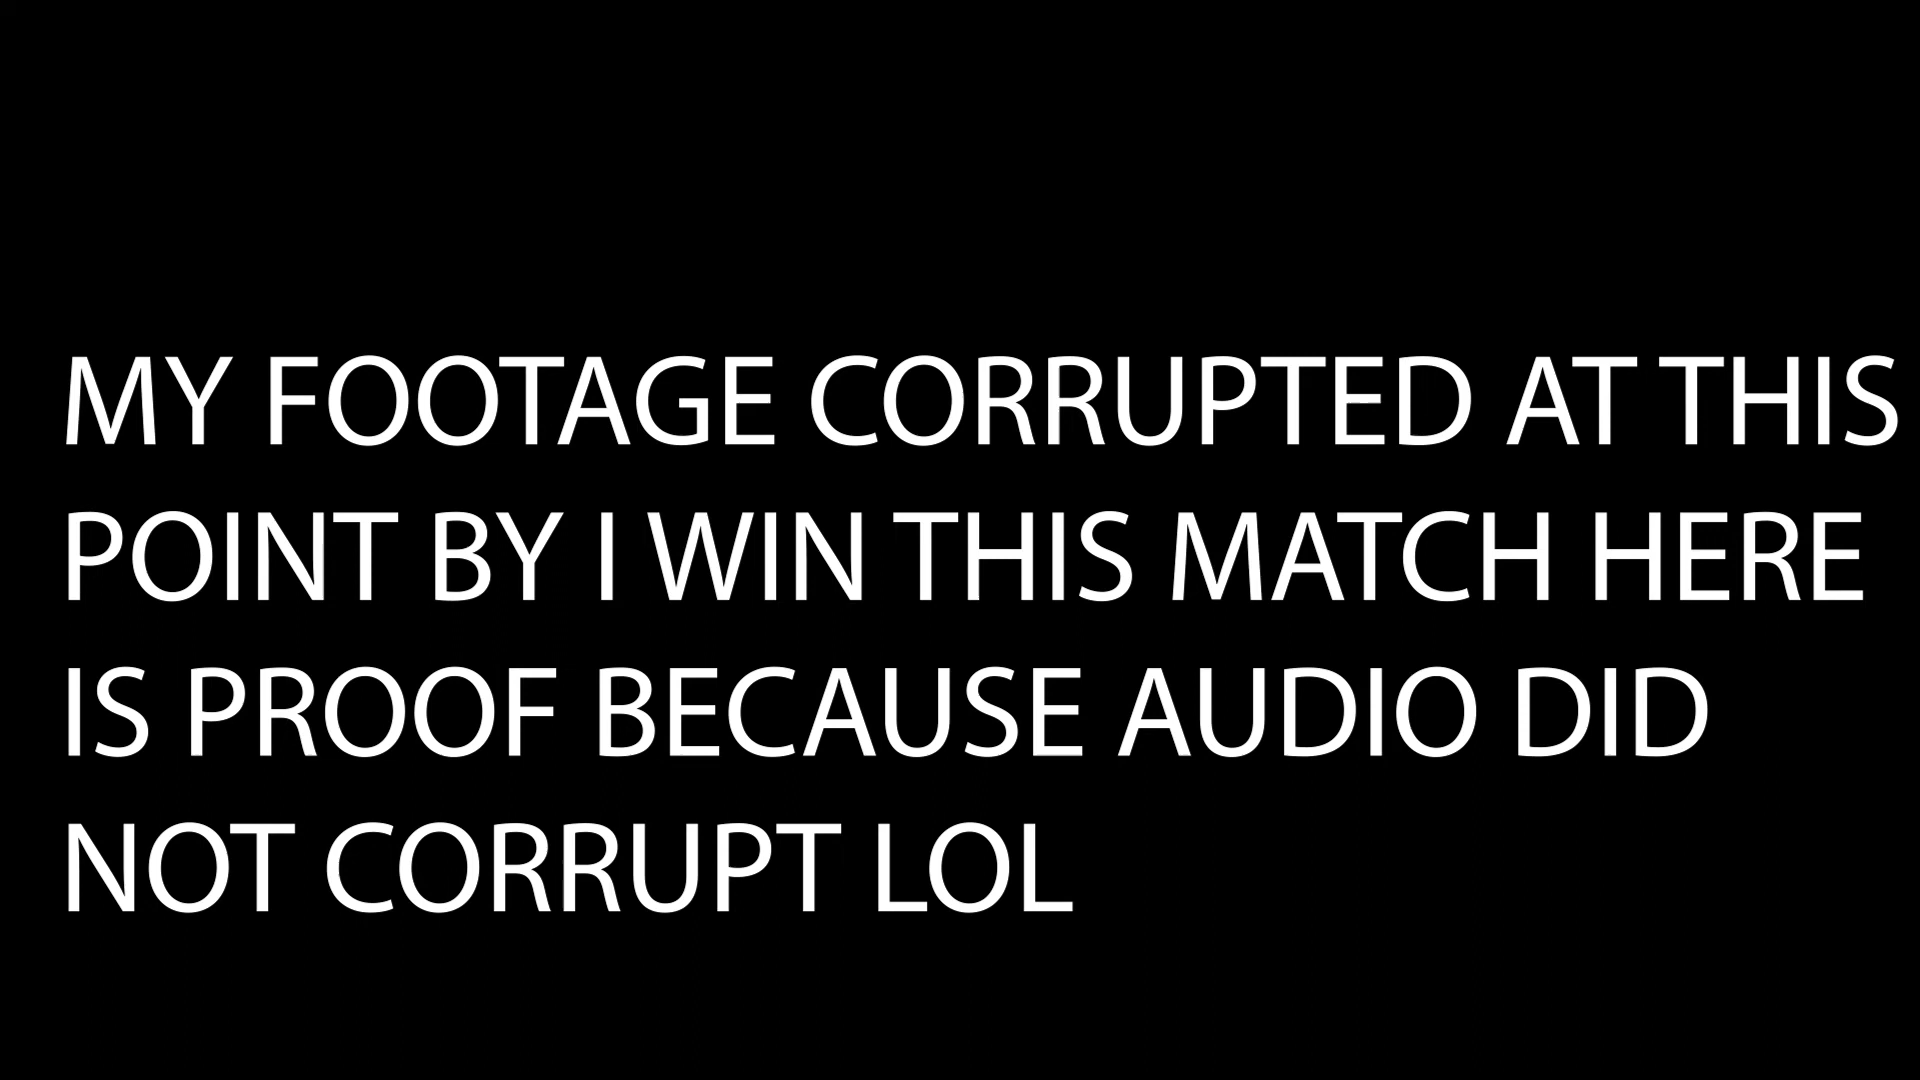 MY FOOTAGE CORRUPTED AT THIS
POINT BY I WIN THIS MATCH HERE
IS PROOF BECAUSE AUDIO DID
NOT CORRUPT LOL